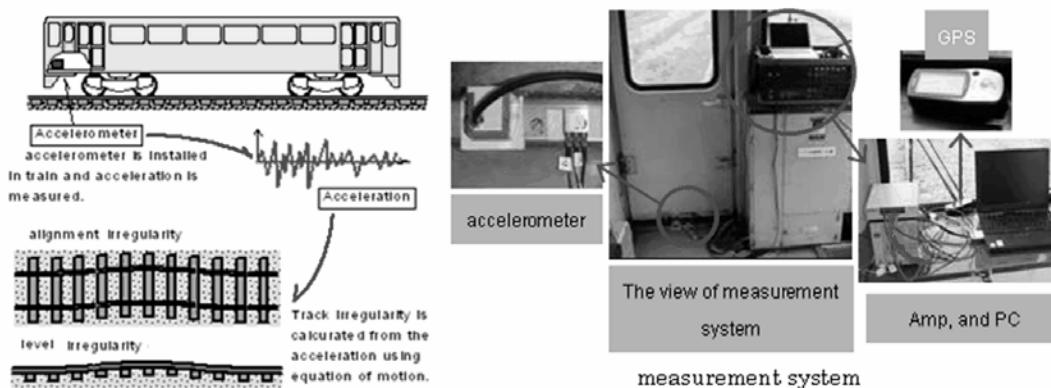 Accelerometer
accelerometer is installed
in train and acceleration is
measured.
Acceleration
alignment irregularity
Track irregularity is
calcurated from the
acceleration using
equation of motion.
level irregularity
accelerometer
The view of measurement
system
GPS
Amp, and PC
measurement system